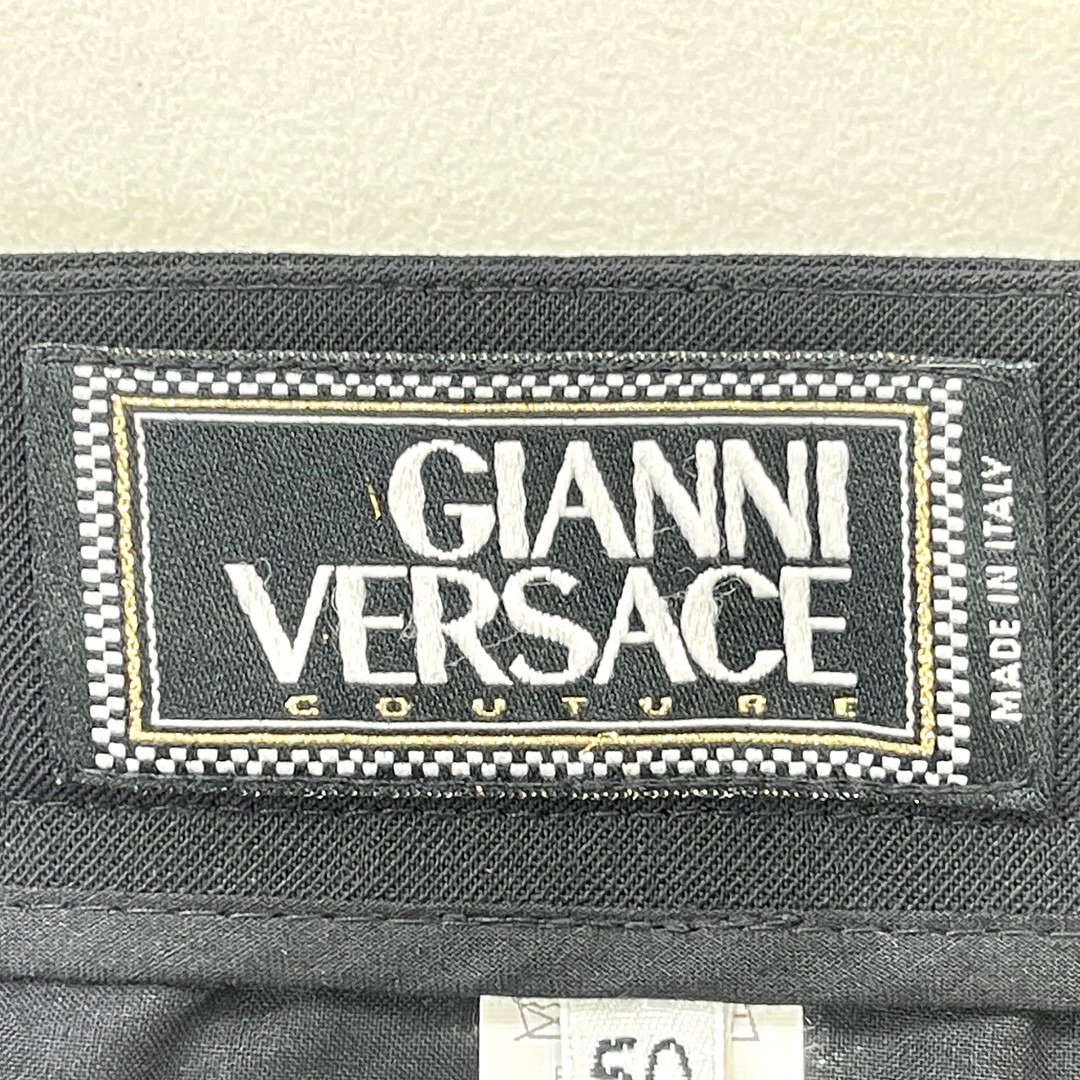 GIANNI
VERSACE
COUTURE
MADE IN ITALY
50